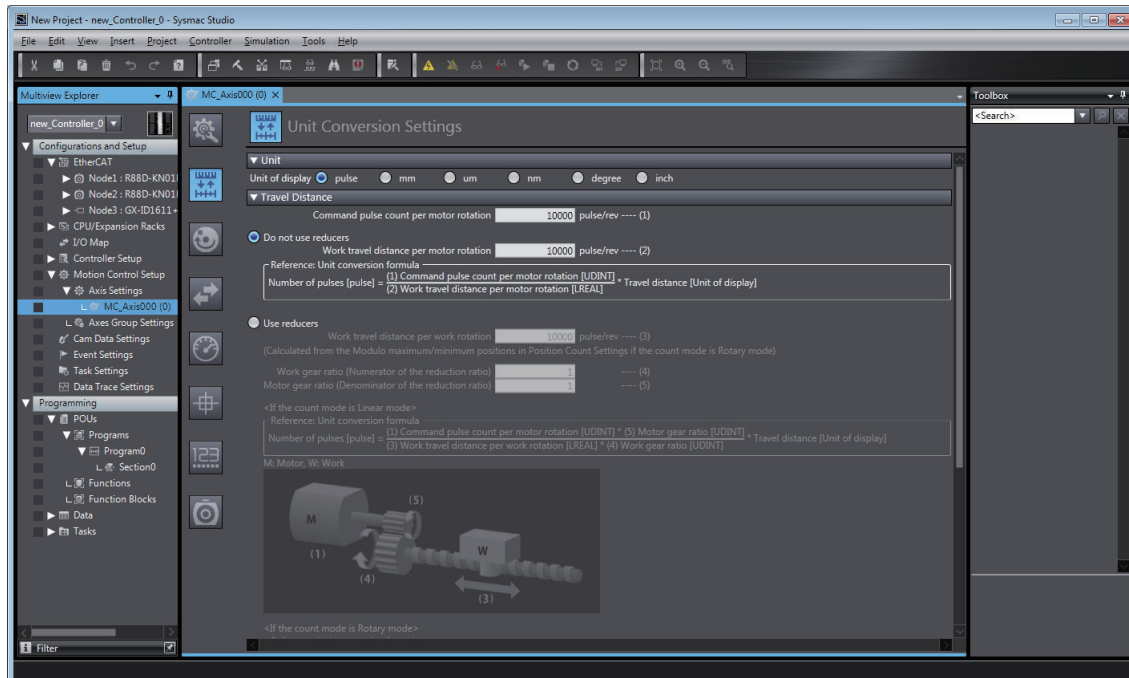 New Project - new_Controller_0 - Sysmac Studio
File Edit View Insert Project Controller Simulation Tools Help
Multiview Explorer
new_Controller_0
Configurations and Setup
EtherCAT
Node1 : R88D-KN01
Node2 : R88D-KN01
Node3 : GX-ID1611+
CPU/Expansion Racks
I/O Map
Controller Setup
Motion Control Setup
Axis Settings
MC_Axis000 (0)
Axes Group Settings
Cam Data Settings
Event Settings
Task Settings
Data Trace Settings
Programming
POUs
Programs
Program0
Section0
Functions
Function Blocks
Data
Tasks
Filter
MC_Axis000 (0)
123
Unit Conversion Settings
Unit
Unit of display pulse mm um nm degree inch
Travel Distance
Command pulse count per motor rotation 10000 pulse/rev ---- (1)
Do not use reducers
Work travel distance per motor rotation 10000 pulse/rev ---- (2)
Reference: Unit conversion formula
Number of pulses [pulse] = (1) Command pulse count per motor rotation [UDINT] * Travel distance [Unit of display]
(2) Work travel distance per motor rotation [LREAL]
Use reducers
Work travel distance per work rotation 10000 pulse/rev ---- (3)
(Calculated from the Modulo maximum/minimum positions in Position Count Settings if the count mode is Rotary mode)
Work gear ratio (Numerator of the reduction ratio) 1 ---- (4)
Motor gear ratio (Denominator of the reduction ratio) 1 ---- (5)
<If the count mode is Linear mode>
Reference: Unit conversion formula
Number of pulses [pulse] = (1) Command pulse count per motor rotation [UDINT] * (5) Motor gear ratio [UDINT] * Travel distance [Unit of display]
(3) Work travel distance per work rotation [LREAL] * (4) Work gear ratio [UDINT]
M: Motor, W: Work
(5)
M
(1)
W
(4)
(3)
<If the count mode is Rotary mode>
Toolbox
<Search>